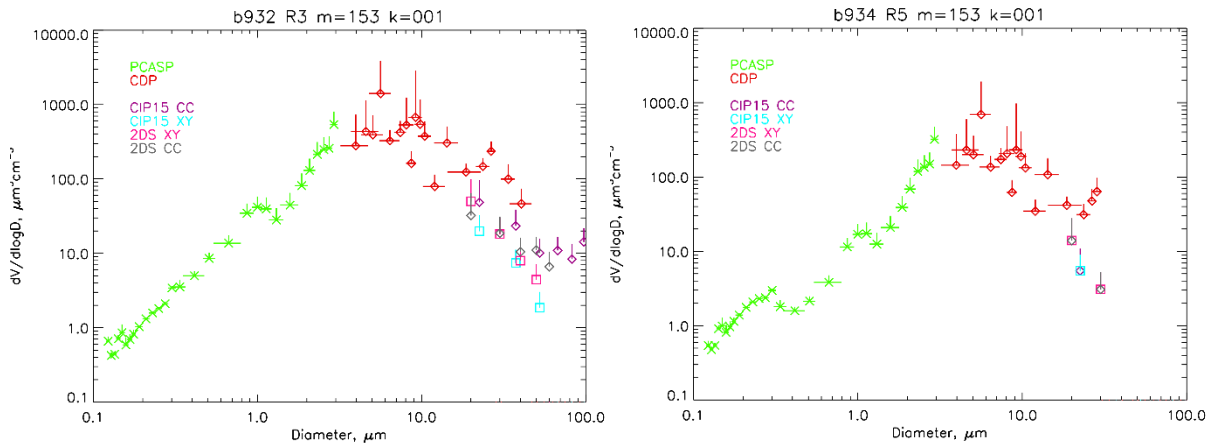 b932 R3 m=153 k=001
10000.0
1000.0
100.0
10.0
1.0
0.1
dV/dlogD, μm³cm⁻³
PCASP
CDP
CIP15 CC
CIP15 XY
2DS XY
2DS CC
0.1
1.0
10.0
100.0
Diameter, μm
b934 R5 m=153 k=001
10000.0
1000.0
100.0
10.0
1.0
0.1
dV/dlogD, μm³cm⁻³
PCASP
CDP
CIP15 CC
CIP15 XY
2DS XY
2DS CC
0.1
1.0
10.0
100.0
Diameter, μm